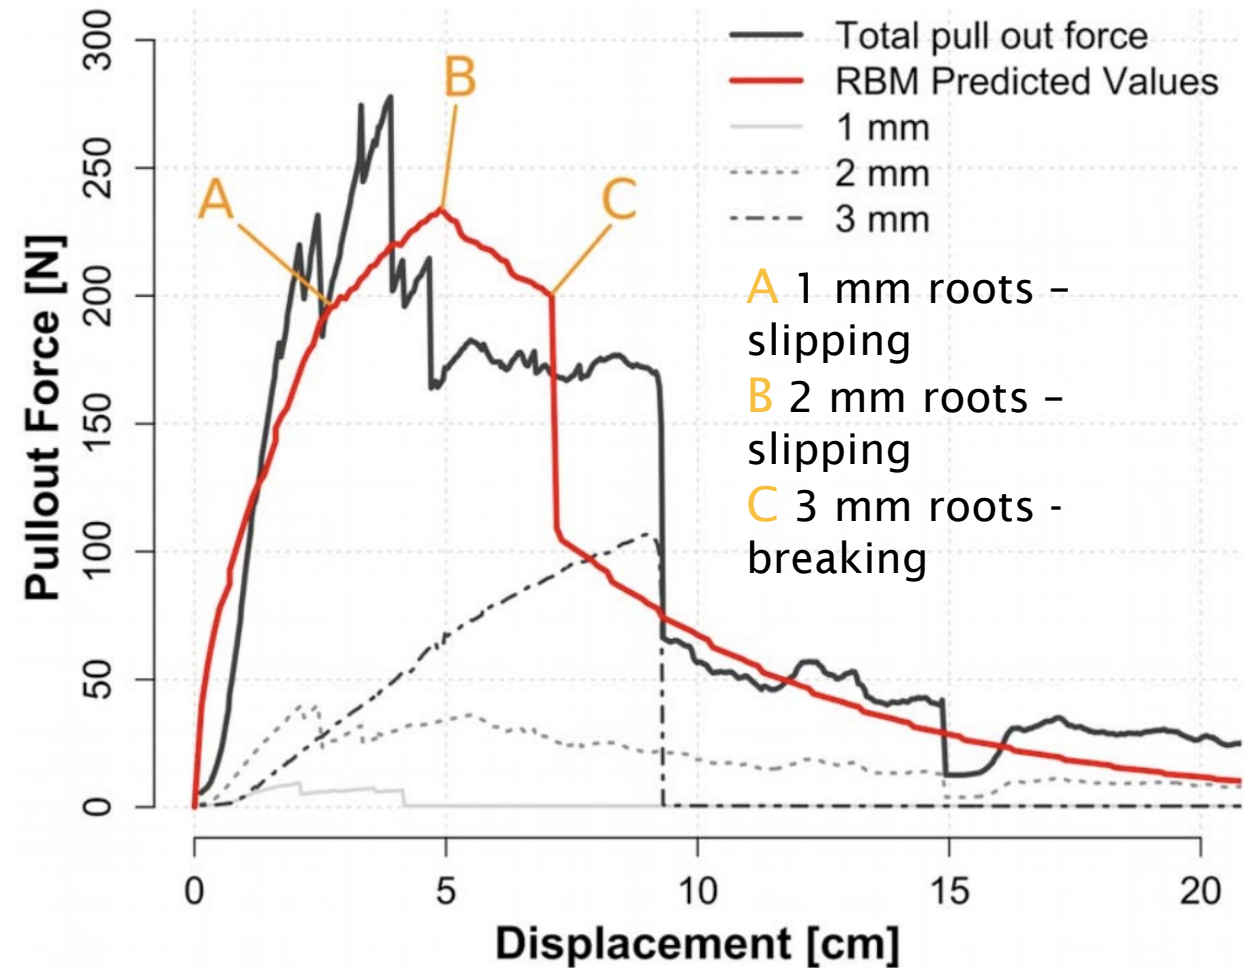 Total pull out force
RBM Predicted Values
1 mm
2 mm
3 mm
A
B
C
A 1 mm roots –
slipping
B 2 mm roots –
slipping
C 3 mm roots -
breaking
Pullout Force [N]
300
250
200
150
100
50
0
0
5
10
15
20
Displacement [cm]